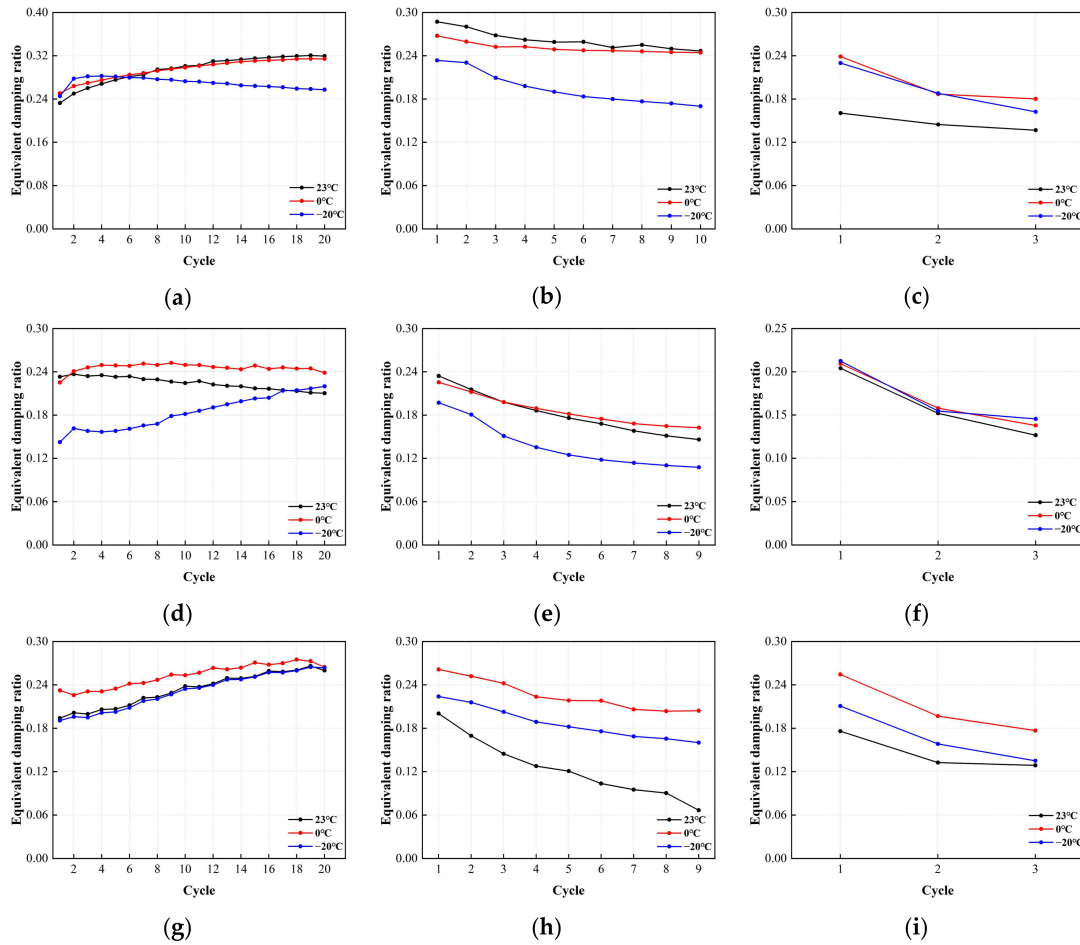 Equivalent damping ratio
0.40
0.32
0.24
0.16
0.08
0.00
23°C
0°C
−20°C
2 4 6 8 10 12 14 16 18 20
Cycle
(a)
Equivalent damping ratio
0.30
0.24
0.18
0.12
0.06
0.00
23°C
0°C
−20°C
1 2 3 4 5 6 7 8 9 10
Cycle
(b)
Equivalent damping ratio
0.30
0.24
0.18
0.12
0.06
0.00
23°C
0°C
−20°C
1 2 3
Cycle
(c)
Equivalent damping ratio
0.30
0.24
0.18
0.12
0.06
0.00
23°C
0°C
−20°C
2 4 6 8 10 12 14 16 18 20
Cycle
(d)
Equivalent damping ratio
0.30
0.24
0.18
0.12
0.06
0.00
23°C
0°C
−20°C
1 2 3 4 5 6 7 8 9
Cycle
(e)
Equivalent damping ratio
0.25
0.20
0.15
0.10
0.05
0.00
23°C
0°C
−20°C
1 2 3
Cycle
(f)
Equivalent damping ratio
0.30
0.24
0.18
0.12
0.06
0.00
23°C
0°C
−20°C
2 4 6 8 10 12 14 16 18 20
Cycle
(g)
Equivalent damping ratio
0.30
0.24
0.18
0.12
0.06
0.00
23°C
0°C
−20°C
1 2 3 4 5 6 7 8 9
Cycle
(h)
Equivalent damping ratio
0.30
0.24
0.18
0.12
0.06
0.00
23°C
0°C
−20°C
1 2 3
Cycle
(i)